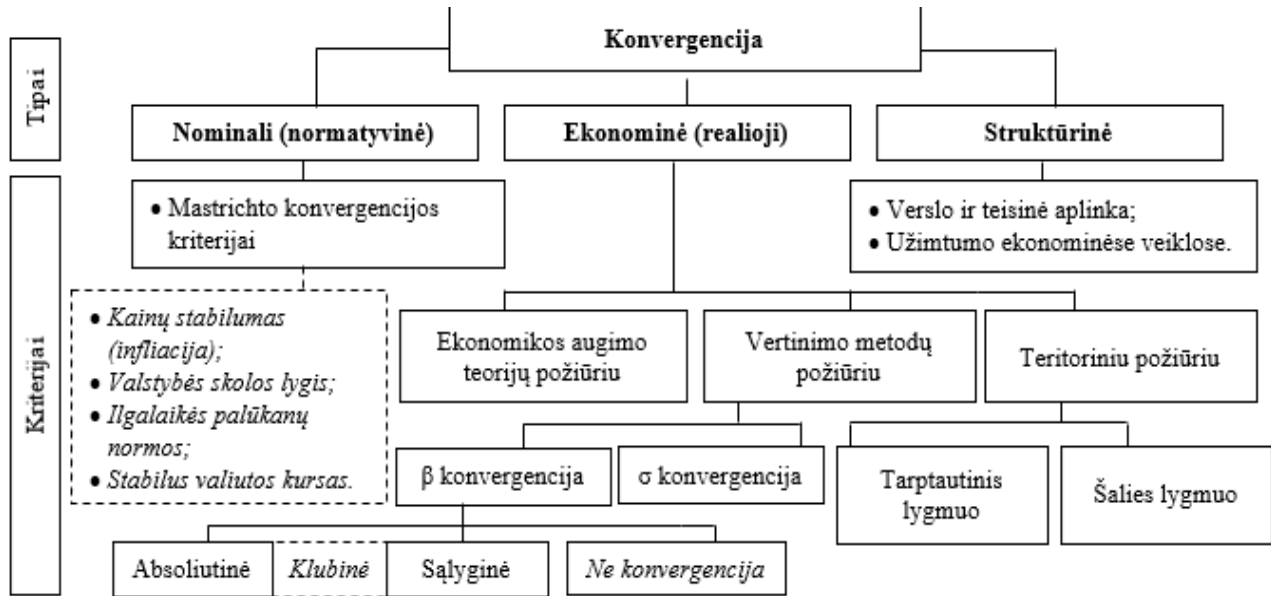 Konvergencija
Tipai
Nominali (normatyvinė)
Ekonominė (realioji)
Struktūrinė
Kriterijai
• Mastrichto konvergencijos
kriterijai
• Verslo ir teisinė aplinka;
• Užimtumo ekonominėse veiklose.
• Kainų stabilumas
(infliacija);
• Valstybės skolos lygis;
• Ilgalaikės palūkanų
normos;
• Stabilus valiutos kursas.
Ekonomikos augimo
teorijų požiūriu
Vertinimo metodų
požiūriu
Teritoriniu požiūriu
β konvergencija
σ konvergencija
Tarptautinis
lygmuo
Šalies lygmuo
Absoliutinė
Klubinė
Sąlyginė
Ne konvergencija